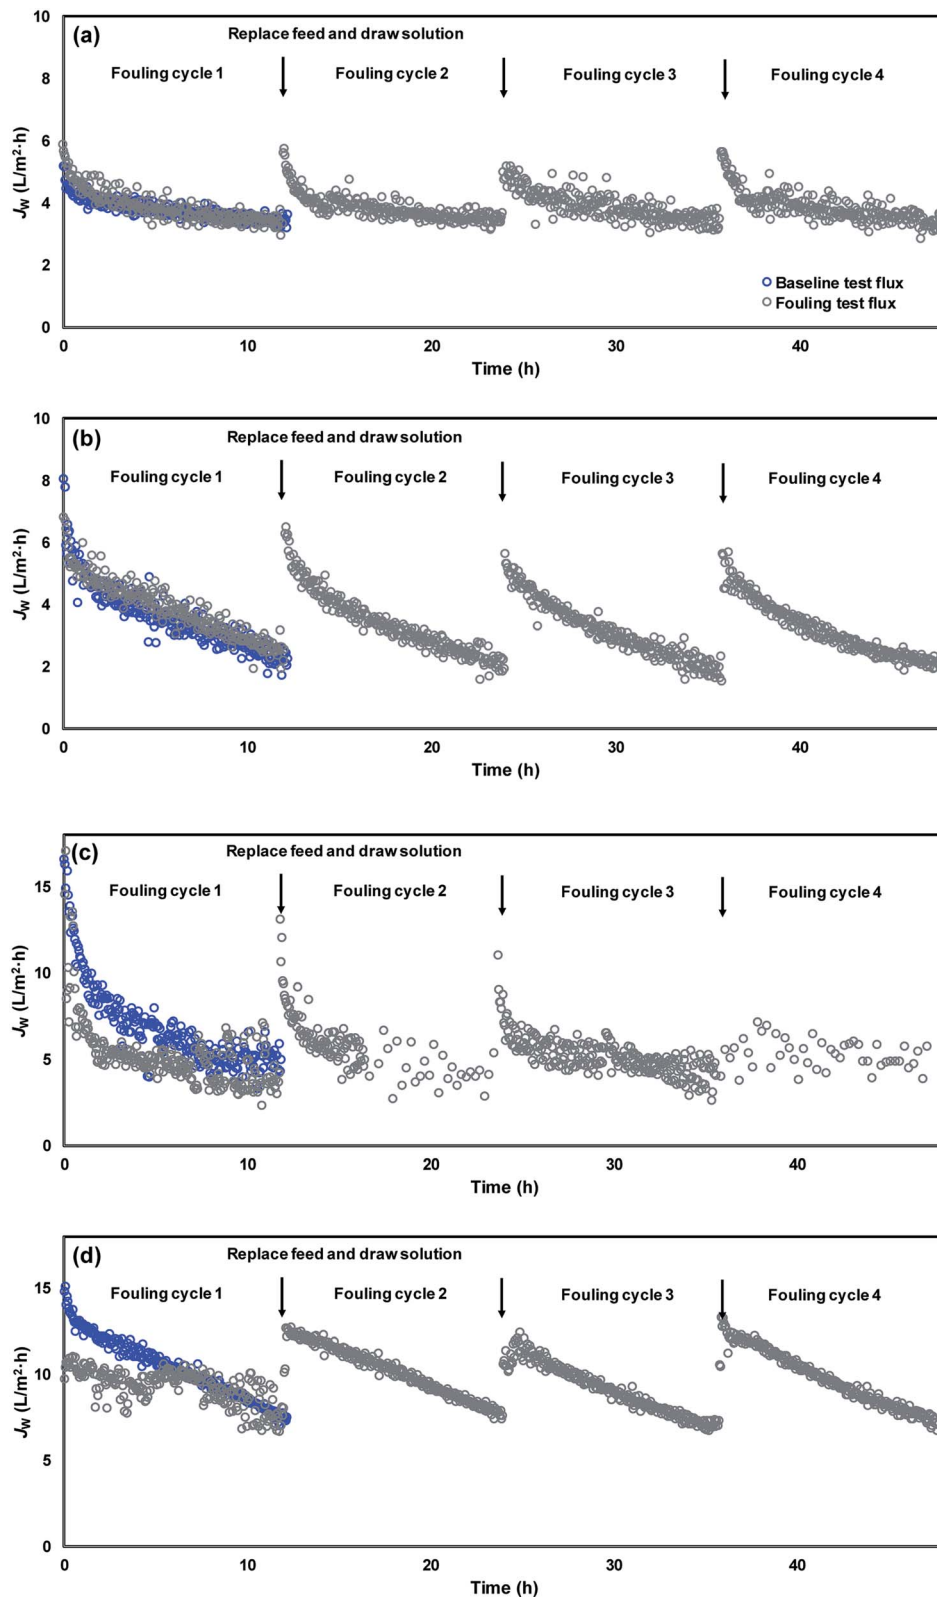 (a)
Replace feed and draw solution
Fouling cycle 1 Fouling cycle 2 Fouling cycle 3 Fouling cycle 4
10
8
6
4
2
0
J_W (L/m²·h)
Baseline test flux
Fouling test flux
0 10 20 30 40
Time (h)
(b)
Replace feed and draw solution
Fouling cycle 1 Fouling cycle 2 Fouling cycle 3 Fouling cycle 4
10
8
6
4
2
0
J_W (L/m²·h)
0 10 20 30 40
Time (h)
(c)
Replace feed and draw solution
Fouling cycle 1 Fouling cycle 2 Fouling cycle 3 Fouling cycle 4
15
10
5
0
J_W (L/m²·h)
0 10 20 30 40
Time (h)
(d)
Replace feed and draw solution
Fouling cycle 1 Fouling cycle 2 Fouling cycle 3 Fouling cycle 4
15
10
5
0
J_W (L/m²·h)
0 10 20 30 40
Time (h)